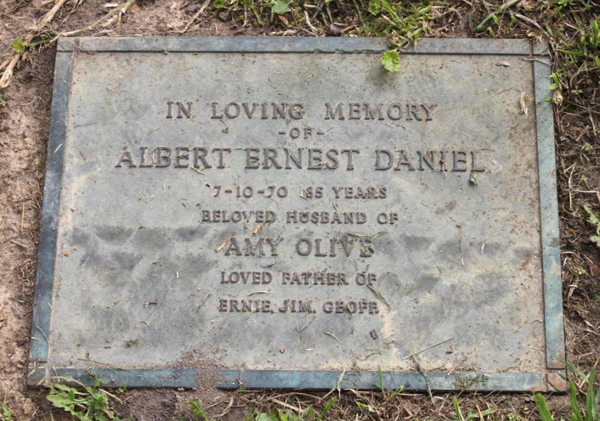 IN LOVING MEMORY
-OF-
ALBERT ERNEST DANIEL
7-10-70 85 YEARS
BELOVED HUSBAND OF
AMY OLIVE
LOVED FATHER OF
ERNIE, JIM, GEOFF